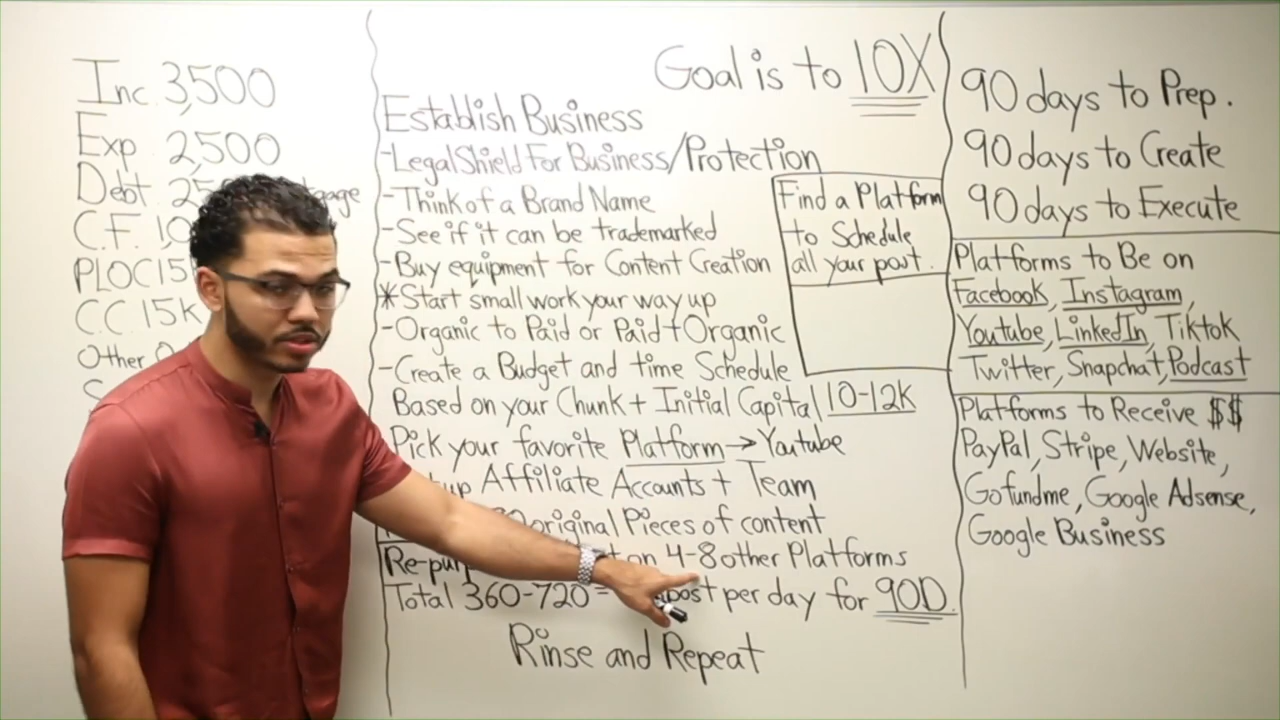 Inc. 3,500
Exp. 2,500
Debt
C.F.
PLOC 15
C.C 15K
Other
Goal is to 10X
Establish Business
-LegalShield For Business/Protection
-Think of a Brand Name
-See if it can be trademarked
-Buy equipment for Content Creation
*Start small work your way up
-Organic to Paid or Paid+Organic
-Create a Budget and time Schedule
Based on your Chunk + Initial Capital 10-12K
Pick your favorite Platform → Youtube
up Affiliate Accounts + Team
original Pieces of content
on 4-8 other Platforms
Total 360-720 = post per day for 90D.
Rinse and Repeat
Find a Platform
to Schedule
all your post.
90 days to Prep.
90 days to Create
90 days to Execute
Platforms to Be on
Facebook, Instagram,
Youtube, LinkedIn, Tiktok
Twitter, Snapchat, Podcast
Platforms to Receive $$
PayPal, Stripe, Website,
Gofundme, Google Adsense,
Google Business